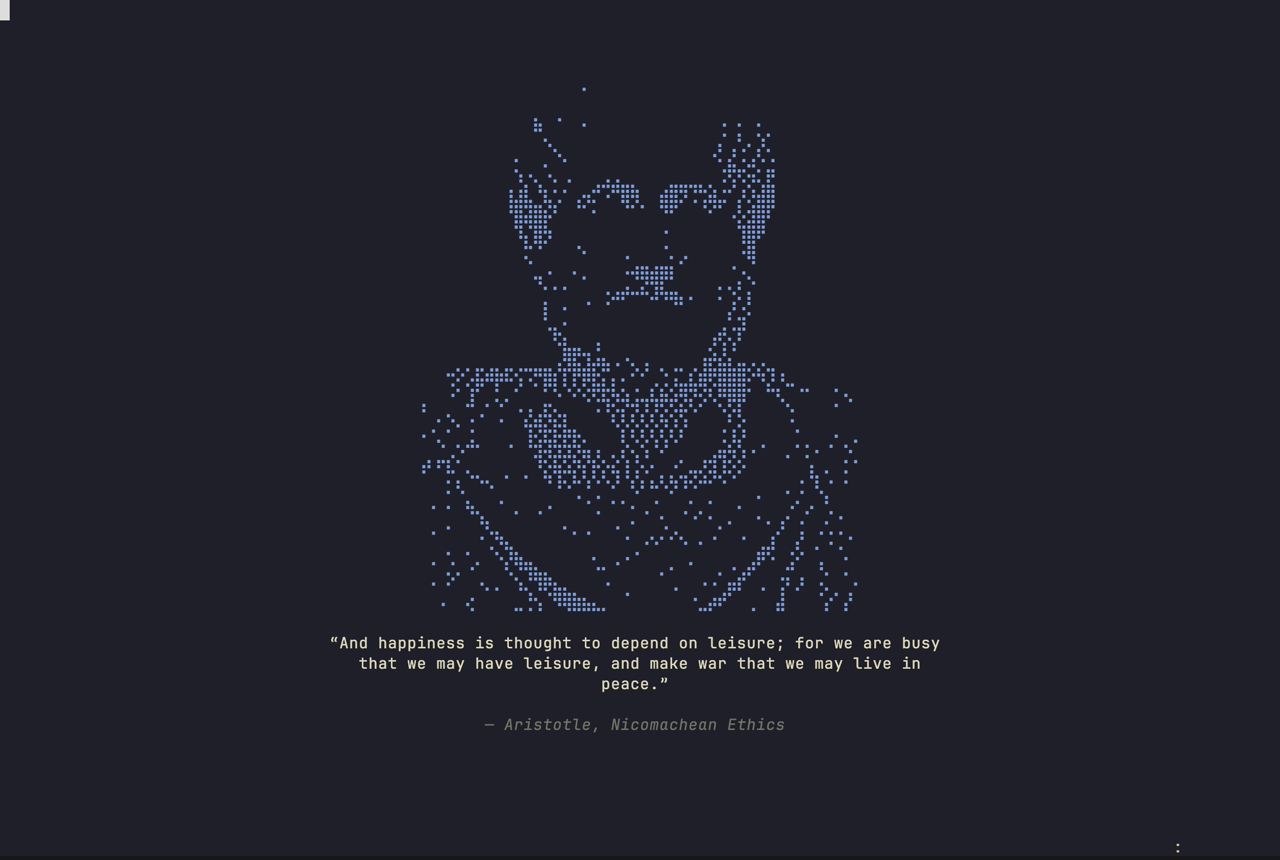 “And happiness is thought to depend on leisure; for we are busy
that we may have leisure, and make war that we may live in
peace.”
— Aristotle, Nicomachean Ethics
: